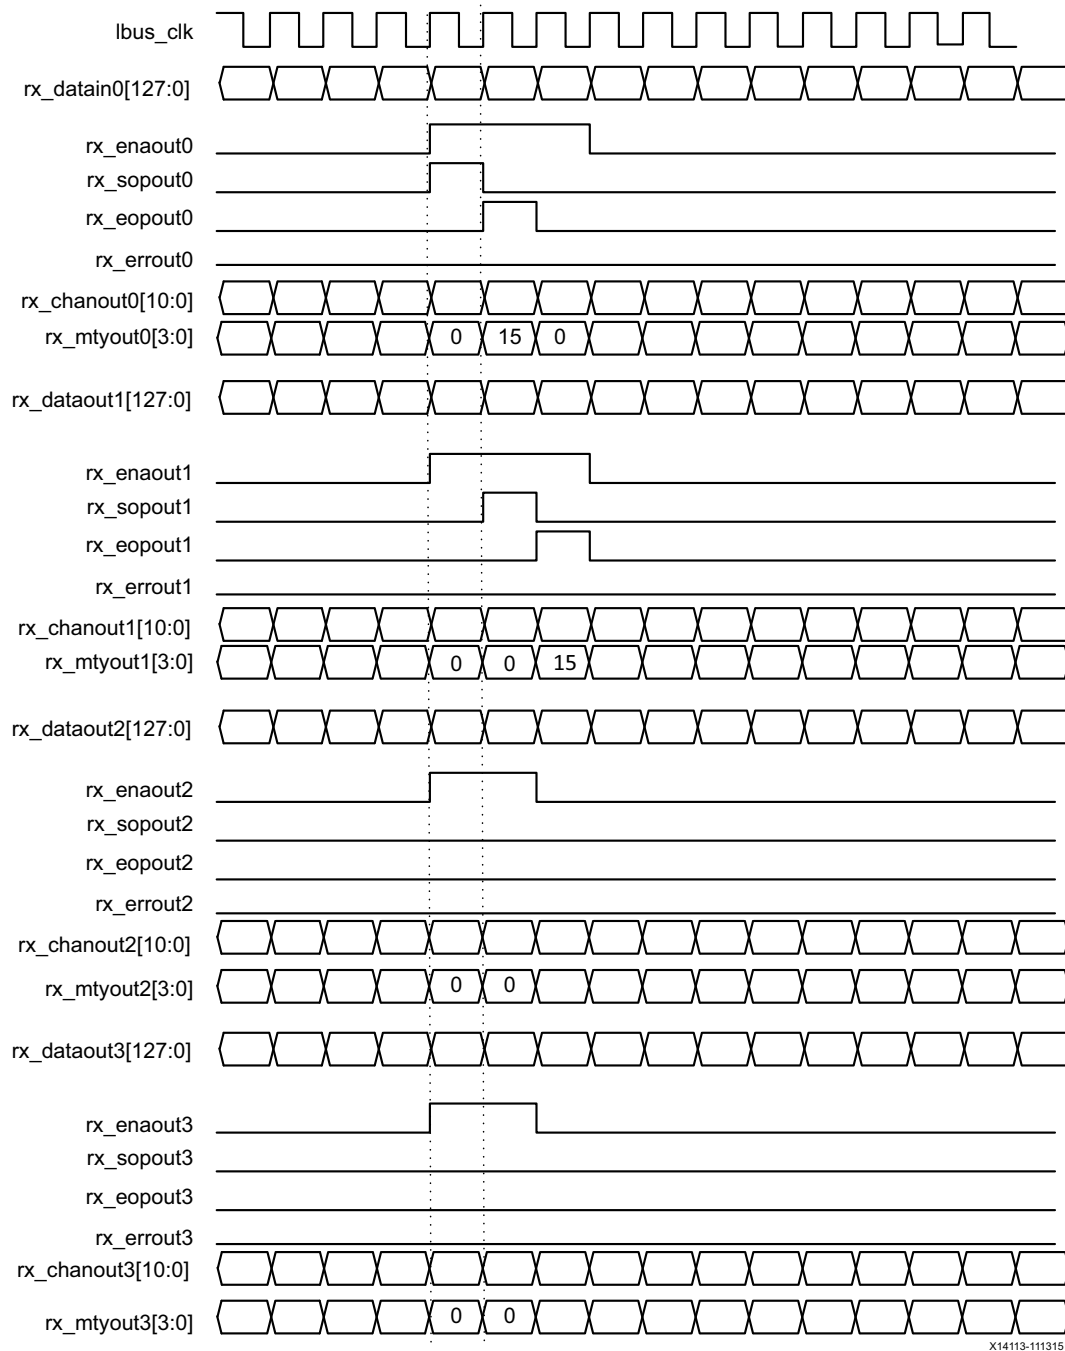 lbus_clk
rx_datain0[127:0]
rx_enaout0
rx_sopout0
rx_eopout0
rx_errout0
rx_chanout0[10:0]
rx_mtyout0[3:0] 0 15 0
rx_dataout1[127:0]
rx_enaout1
rx_sopout1
rx_eopout1
rx_errout1
rx_chanout1[10:0]
rx_mtyout1[3:0] 0 0 15
rx_dataout2[127:0]
rx_enaout2
rx_sopout2
rx_eopout2
rx_errout2
rx_chanout2[10:0]
rx_mtyout2[3:0] 0 0
rx_dataout3[127:0]
rx_enaout3
rx_sopout3
rx_eopout3
rx_errout3
rx_chanout3[10:0]
rx_mtyout3[3:0] 0 0
X14113-111315